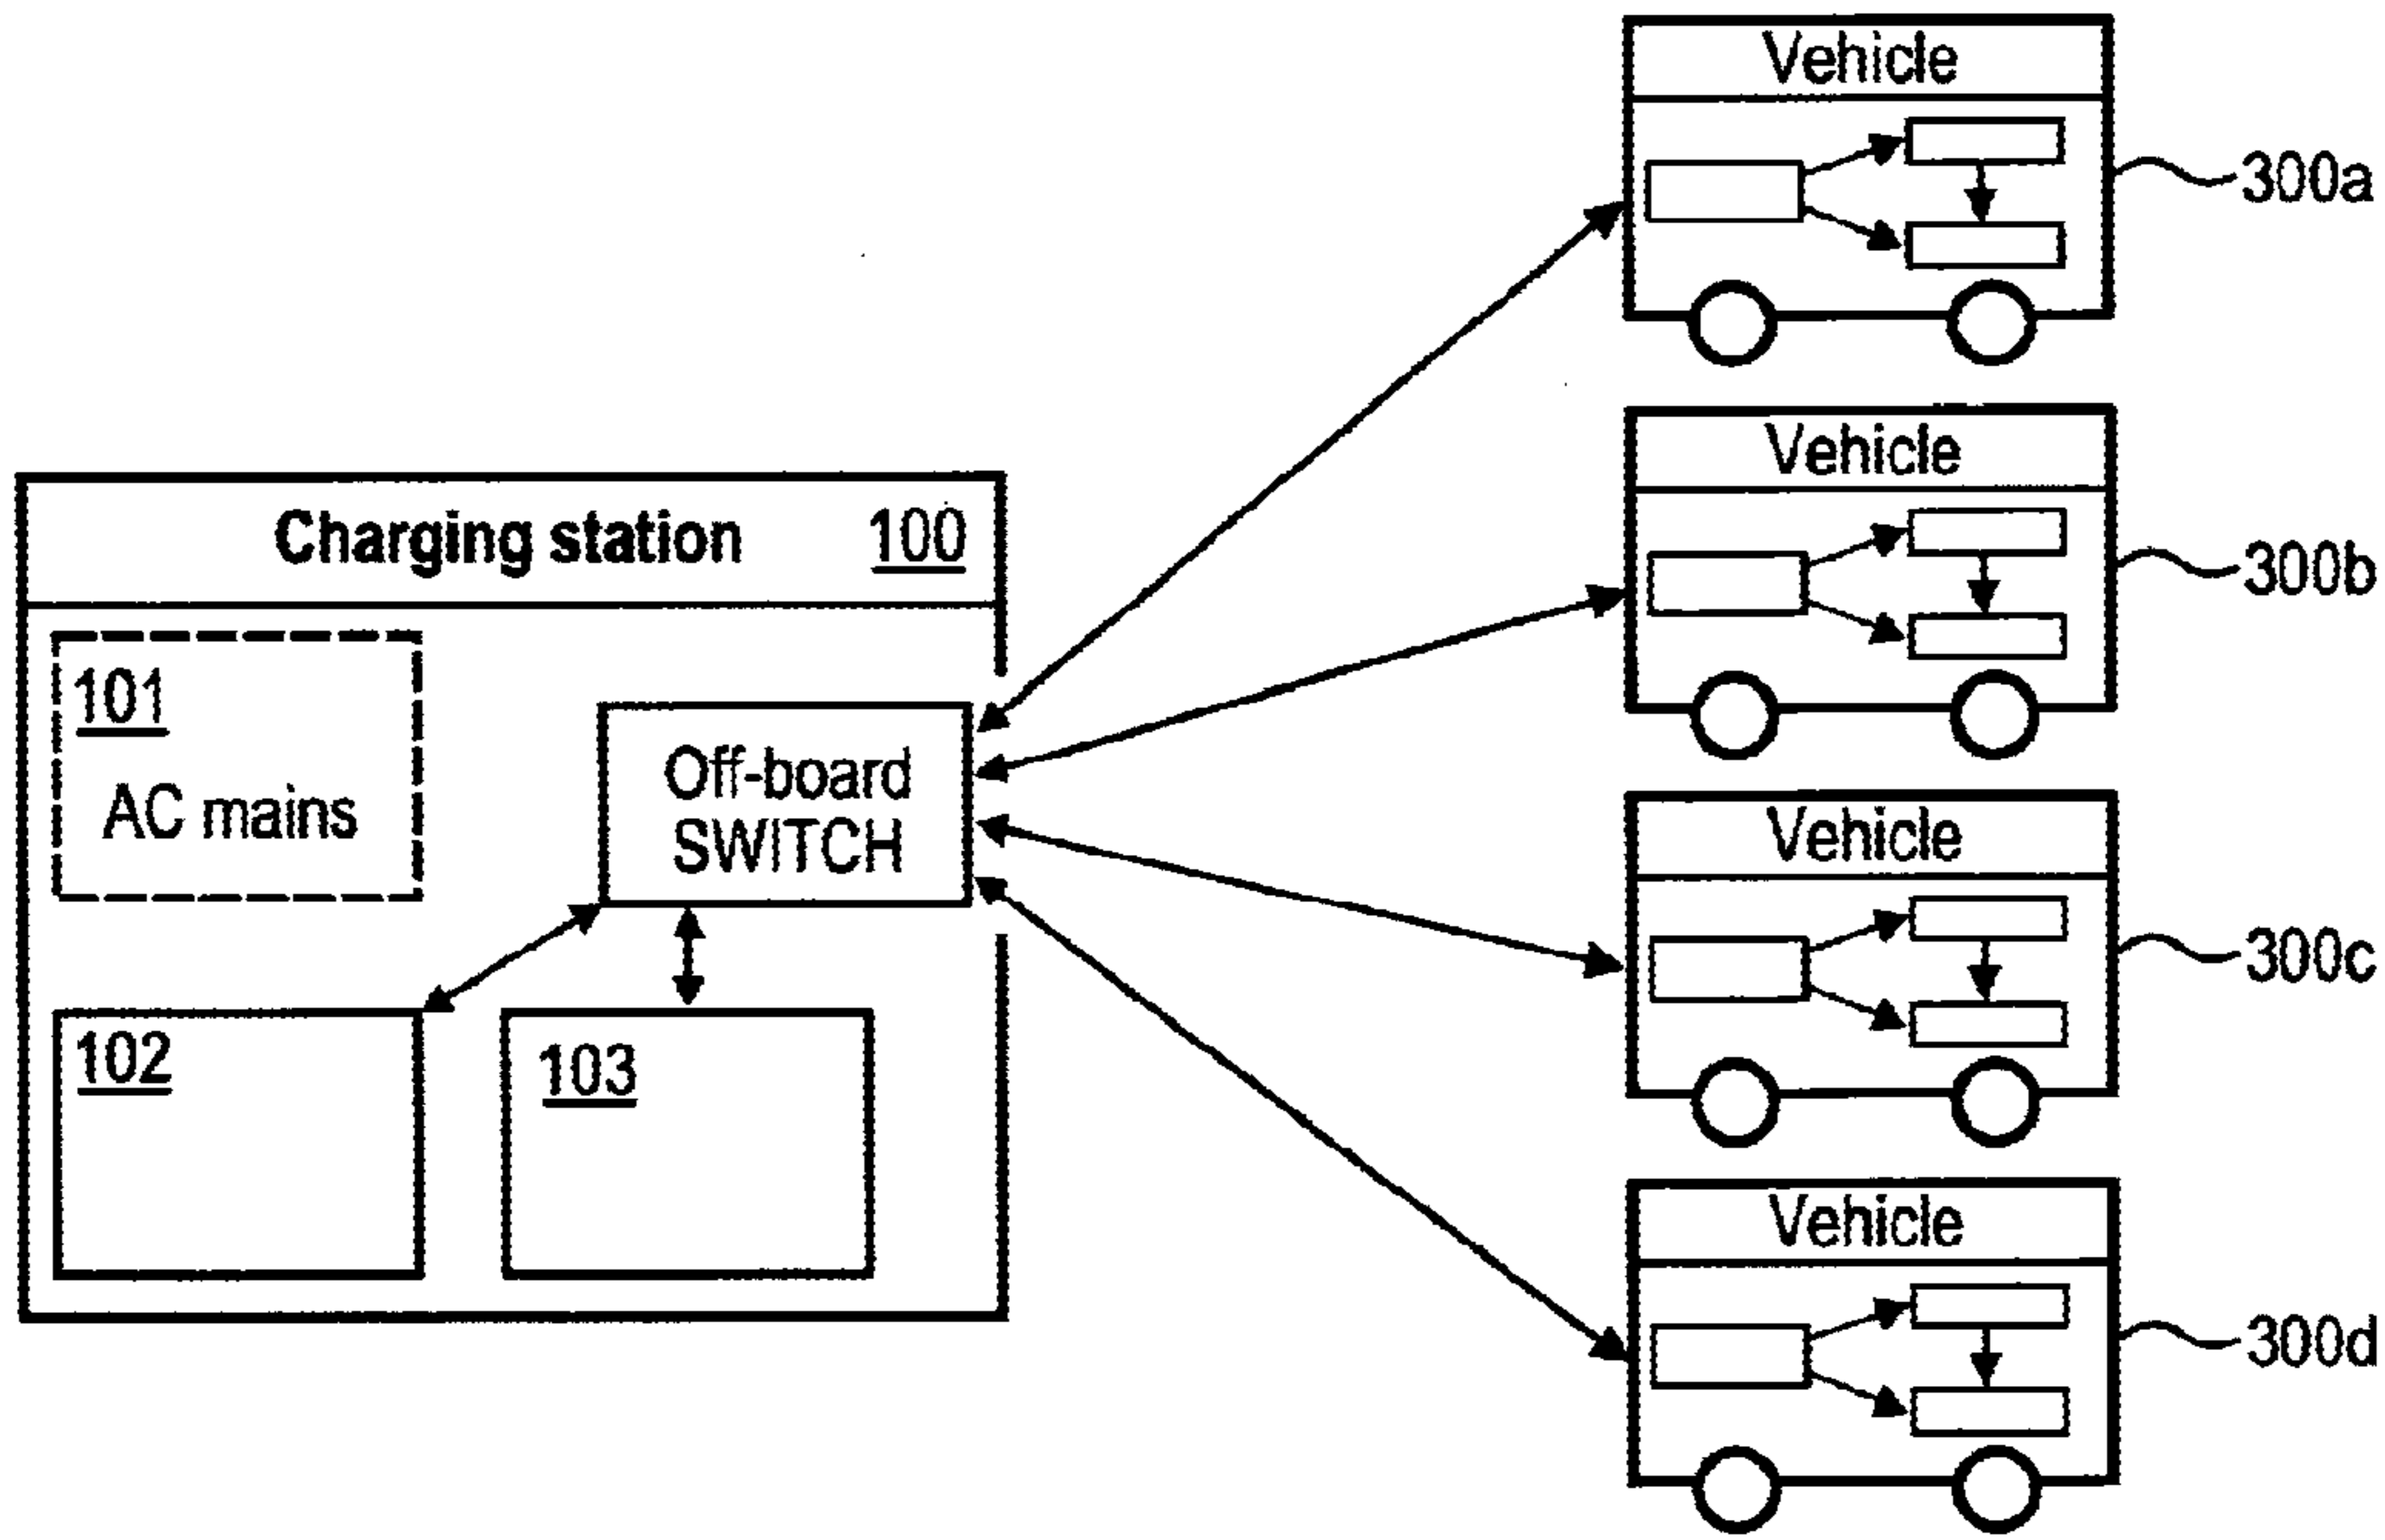 Vehicle
300a
Vehicle
300b
Charging station 100
101
AC mains
Off-board
SWITCH
Vehicle
300c
102
103
Vehicle
300d